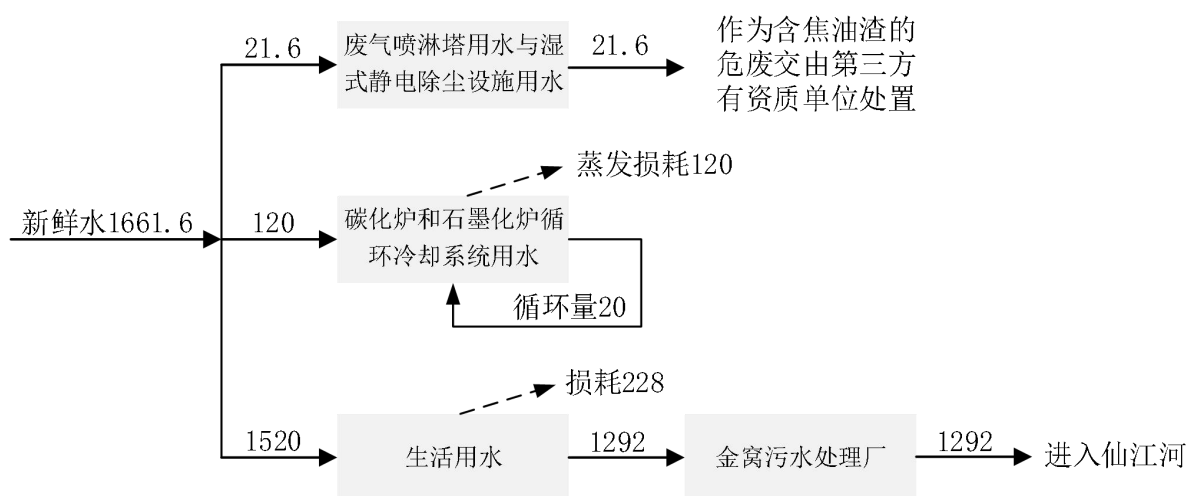 21.6
废气喷淋塔用水与湿
式静电除尘设施用水
21.6
作为含焦油渣的
危废交由第三方
有资质单位处置
蒸发损耗120
新鲜水1661.6
120
碳化炉和石墨化炉循
环冷却系统用水
循环量20
损耗228
1520
生活用水
1292
金窝污水处理厂
1292
进入仙江河